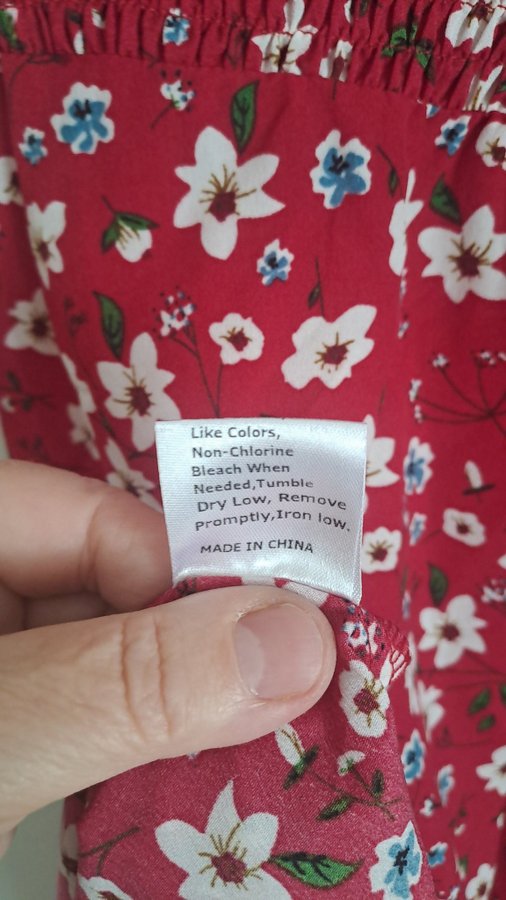 Like Colors,
Non-Chlorine
Bleach When
Needed,Tumble
Dry Low, Remove
Promptly,Iron low.
MADE IN CHINA